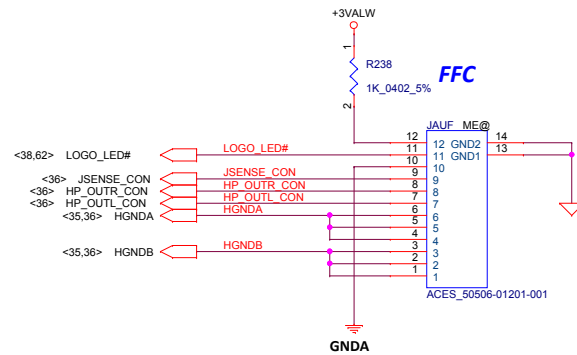 +3VALW
1
R238
FFC
1K_0402_5%
2
JAUF ME@
12 12 GND2 14
<38,62> LOGO_LED# LOGO_LED# 11 11 GND1 13
10 10
<36> JSENSE_CON JSENSE_CON 9 9
<36> HP_OUTR_CON HP_OUTR_CON 8 8
<36> HP_OUTL_CON HP_OUTL_CON 7 7
<35,36> HGNDA HGNDA 6 6
5 5
4 4
<35,36> HGNDB HGNDB 3 3
2 2
1 1
ACES_50506-01201-001
GNDA